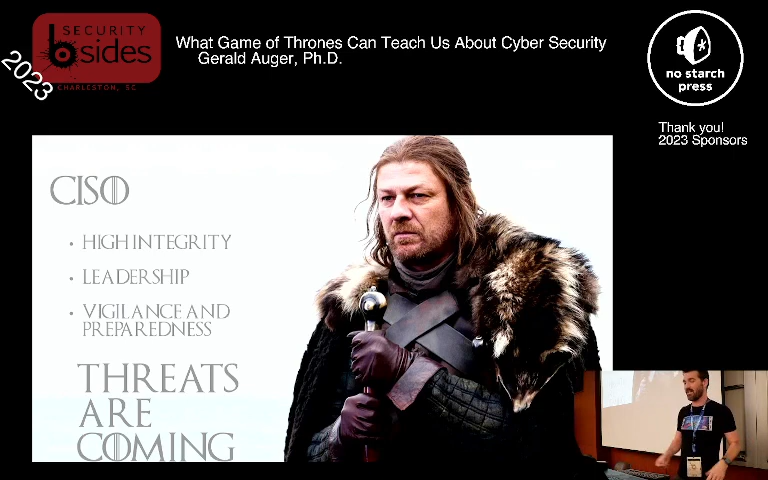 SECURITY
bsides
CHARLESTON, SC
2023
What Game of Thrones Can Teach Us About Cyber Security
Gerald Auger, Ph.D.
no starch
press
Thank you!
2023 Sponsors
CISO
• HIGH INTEGRITY
• LEADERSHIP
• VIGILANCE AND
PREPAREDNESS
THREATS
ARE
COMING